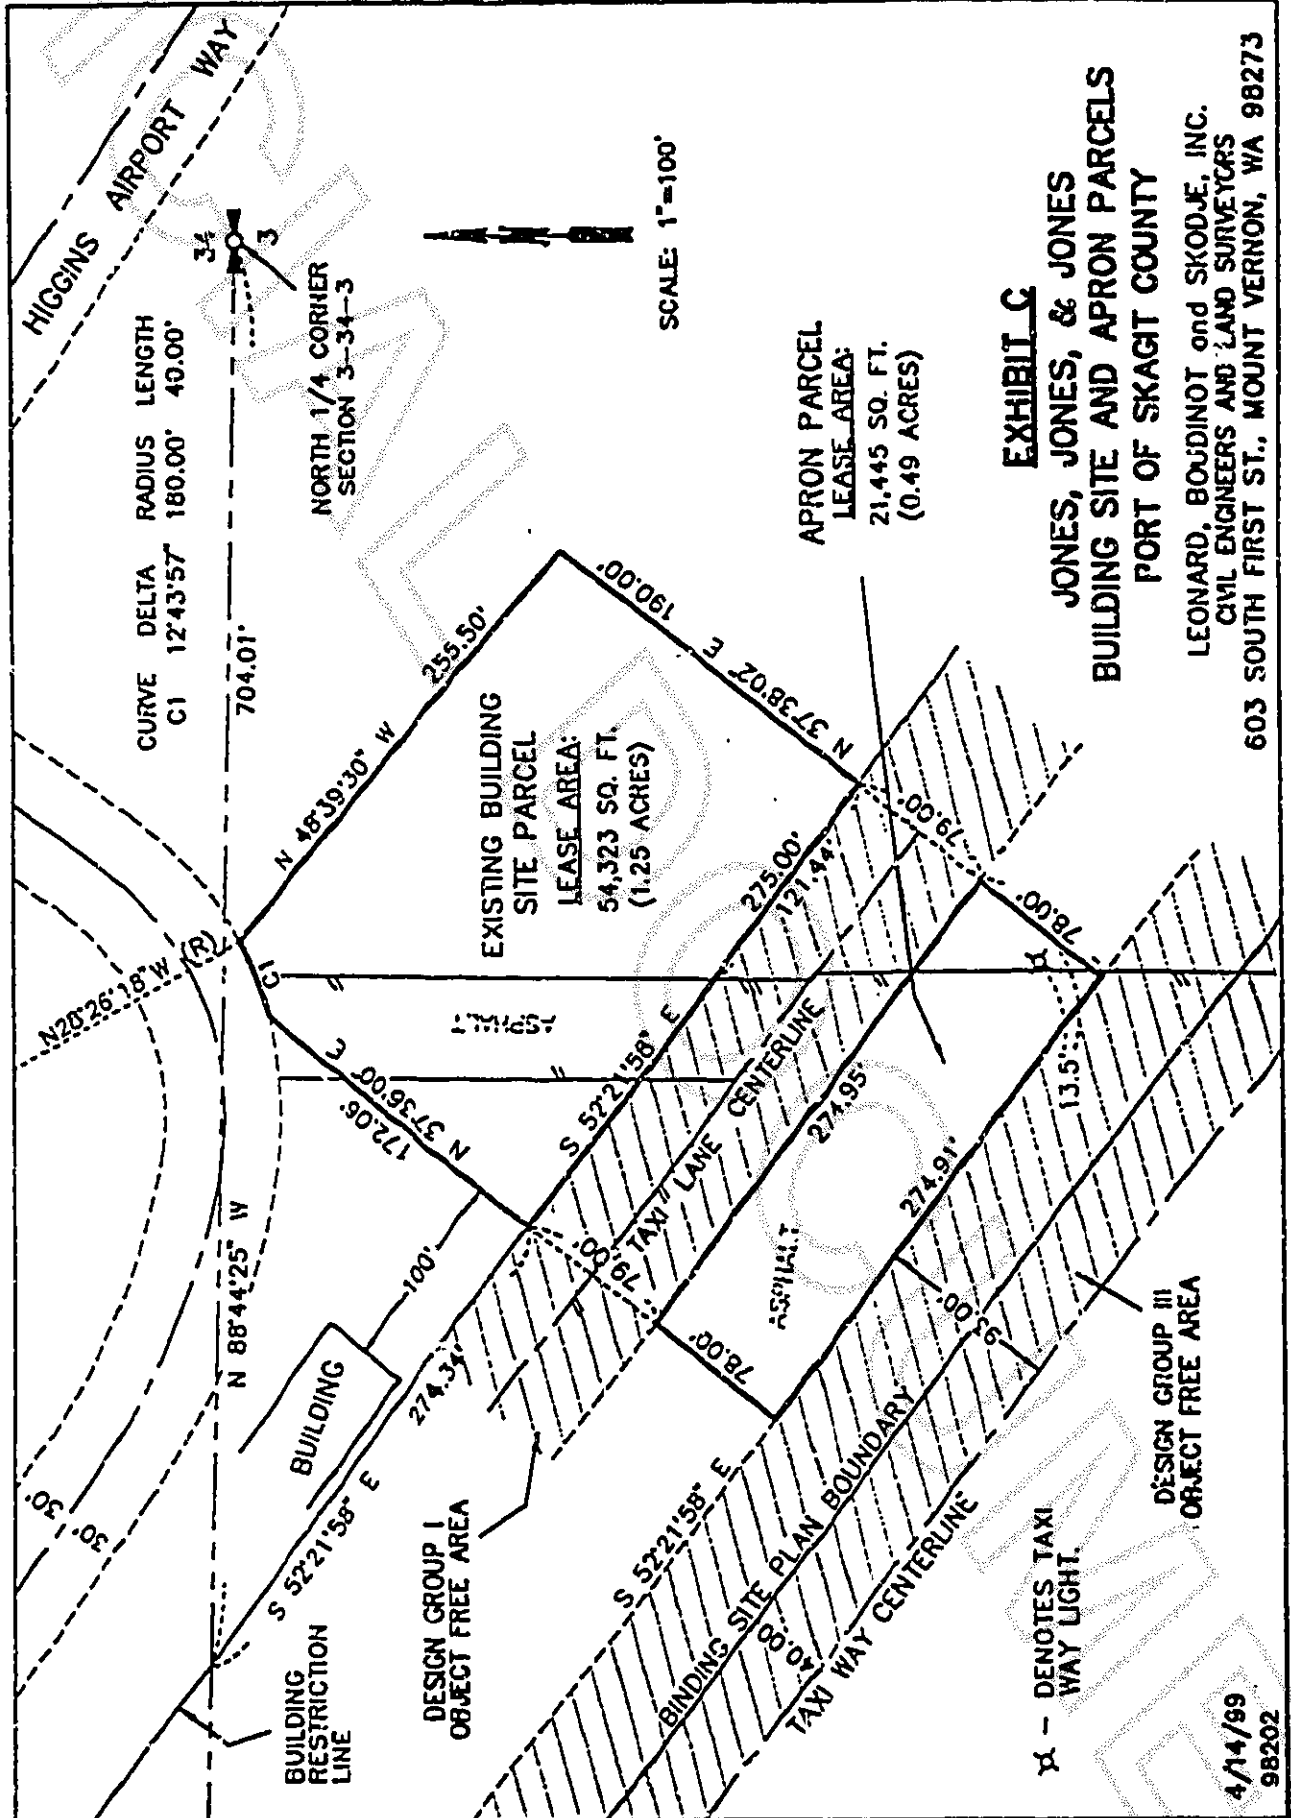 HIGGINS AIRPORT WAY
CURVE DELTA RADIUS LENGTH
C1 12°43'57" 180.00' 40.00'
704.01'
34
3
NORTH 1/4 CORNER
SECTION 3-34-3
SCALE: 1"=100'
30'
30'
N 88°44'25" W
N28°26'18" W (R)
C1
N 48°39'30" W
255.50'
190.00'
N 37°38'02" E
EXISTING BUILDING
SITE PARCEL
LEASE AREA:
54,323 SQ. FT.
(1.25 ACRES)
ASPHALT
172.06'
N 37°36'00" E
100'
BUILDING
274.34'
S 52°21'58" E
BUILDING
RESTRICTION
LINE
S 52°21'58" E
275.00'
121.44'
79.00'
79.00'
TAXI LANE CENTERLINE
274.95'
78.00'
78.00'
ASPHALT
274.91'
13.5'
93.00'
APRON PARCEL
LEASE AREA:
21,445 SQ. FT.
(0.49 ACRES)
DESIGN GROUP I
OBJECT FREE AREA
S 52°21'58" E
BINDING SITE PLAN BOUNDARY
40.00'
TAXI WAY CENTERLINE
DESIGN GROUP III
OBJECT FREE AREA
- DENOTES TAXI
WAY LIGHT.
EXHIBIT C
JONES, JONES, & JONES
BUILDING SITE AND APRON PARCELS
PORT OF SKAGIT COUNTY
LEONARD, BOUDINOT and SKODJE, INC.
CIVIL ENGINEERS AND LAND SURVEYORS
603 SOUTH FIRST ST., MOUNT VERNON, WA 98273
4/14/99
98202